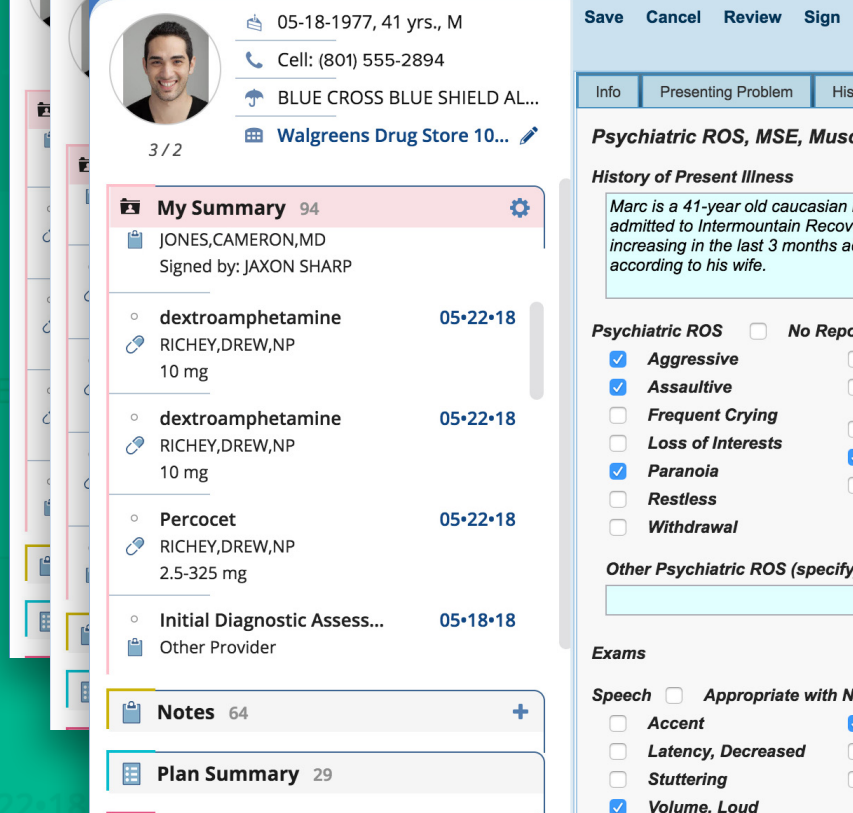 05-18-1977, 41 yrs., M
Cell: (801) 555-2894
BLUE CROSS BLUE SHIELD AL...
Walgreens Drug Store 10...
3 / 2
My Summary 94
JONES,CAMERON,MD
Signed by: JAXON SHARP
dextroamphetamine 05•22•18
RICHEY,DREW,NP
10 mg
dextroamphetamine 05•22•18
RICHEY,DREW,NP
10 mg
Percocet 05•22•18
RICHEY,DREW,NP
2.5-325 mg
Initial Diagnostic Assess... 05•18•18
Other Provider
Notes 64
Plan Summary 29
Save Cancel Review Sign
Info Presenting Problem His
Psychiatric ROS, MSE, Musc
History of Present Illness
Marc is a 41-year old caucasian
admitted to Intermountain Recov
increasing in the last 3 months a
according to his wife.
Psychiatric ROS No Repo
Aggressive
Assaultive
Frequent Crying
Loss of Interests
Paranoia
Restless
Withdrawal
Other Psychiatric ROS (specify
Exams
Speech Appropriate with N
Accent
Latency, Decreased
Stuttering
Volume, Loud